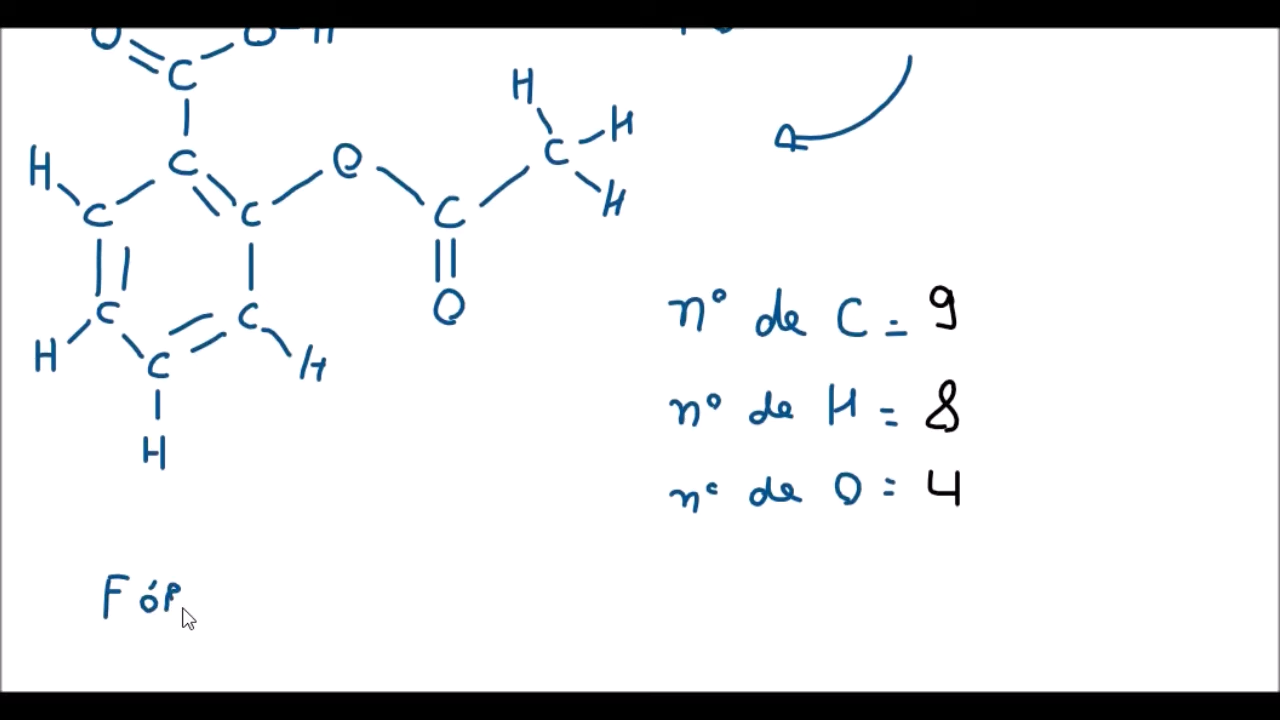 O O-H
C
H
H
C
C
H
O
C
H
C
C
C
O
C
C
H
C
H
H
nº de C = 9
nº de H = 8
nº de O = 4
Fór